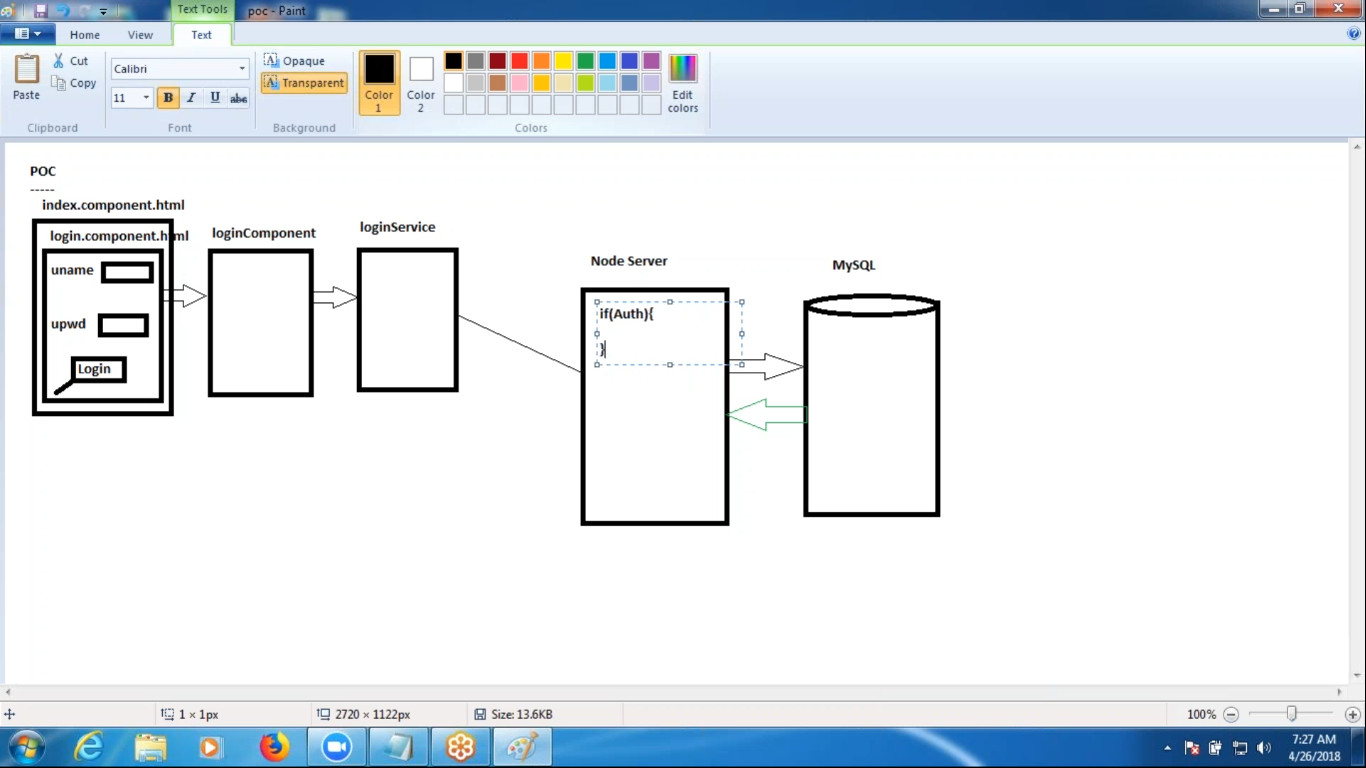 Text Tools
poc - Paint
Home
View
Text
Paste
Cut
Copy
Clipboard
Calibri
11
B I U abc
Font
Opaque
Transparent
Background
Color
1
Color
2
Edit
colors
Colors
POC
-----
index.component.html
login.component.html
uname
upwd
Login
loginComponent
loginService
Node Server
if(Auth){
}
MySQL
1 × 1px
2720 × 1122px
Size: 13.6KB
100%
7:27 AM
4/26/2018